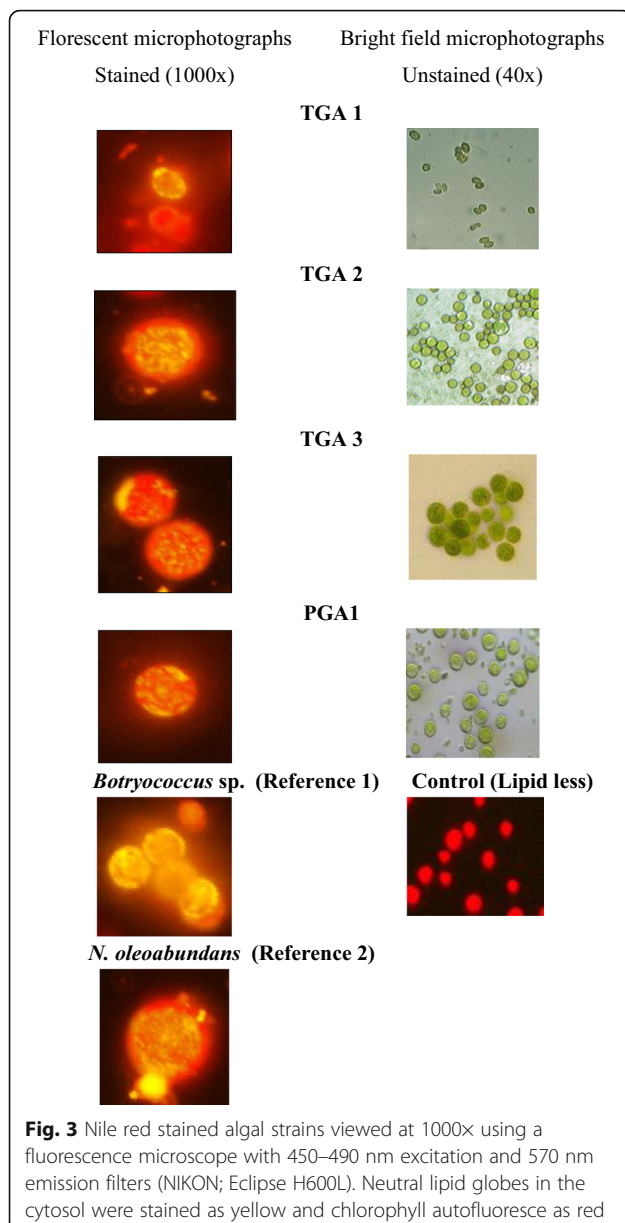 Florescent microphotographs Bright field microphotographs
Stained (1000x) Unstained (40x)
TGA 1
TGA 2
TGA 3
PGA1
Botryococcus sp. (Reference 1) Control (Lipid less)
N. oleoabundans (Reference 2)
Fig. 3 Nile red stained algal strains viewed at 1000× using a
fluorescence microscope with 450–490 nm excitation and 570 nm
emission filters (NIKON; Eclipse H600L). Neutral lipid globes in the
cytosol were stained as yellow and chlorophyll autofluoresce as red